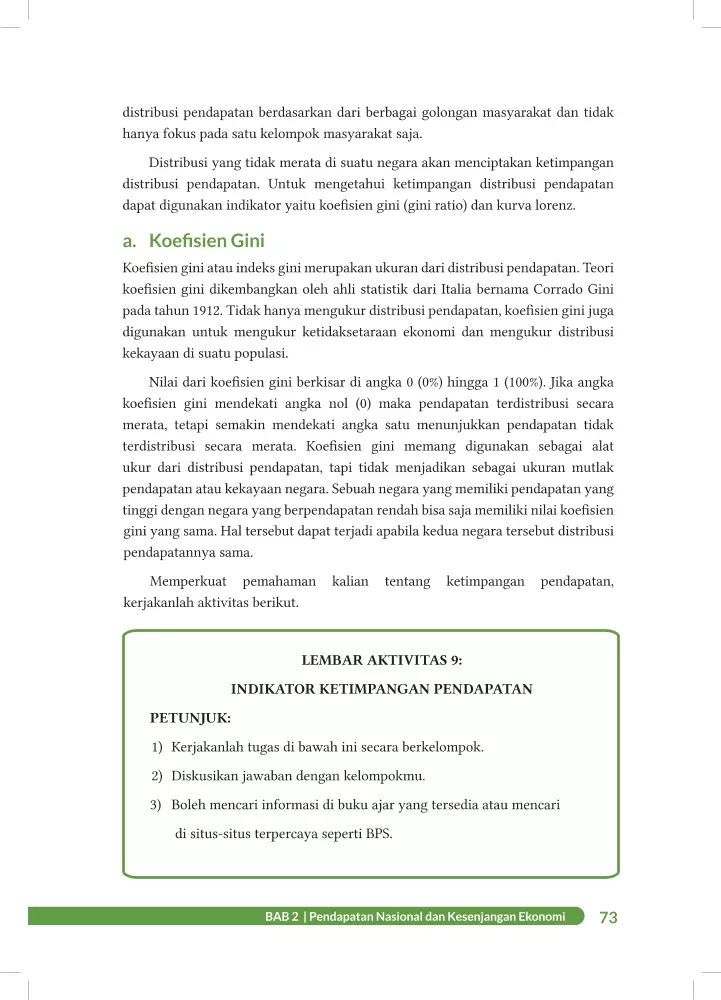 distribusi pendapatan berdasarkan dari berbagai golongan masyarakat dan tidak
hanya fokus pada satu kelompok masyarakat saja.
Distribusi yang tidak merata di suatu negara akan menciptakan ketimpangan
distribusi pendapatan. Untuk mengetahui ketimpangan distribusi pendapatan
dapat digunakan indikator yaitu koefisien gini (gini ratio) dan kurva lorenz.
a. Koefisien Gini
Koefisien gini atau indeks gini merupakan ukuran dari distribusi pendapatan. Teori
koefisien gini dikembangkan oleh ahli statistik dari Italia bernama Corrado Gini
pada tahun 1912. Tidak hanya mengukur distribusi pendapatan, koefisien gini juga
digunakan untuk mengukur ketidaksetaraan ekonomi dan mengukur distribusi
kekayaan di suatu populasi.
Nilai dari koefisien gini berkisar di angka 0 (0%) hingga 1 (100%). Jika angka
koefisien gini mendekati angka nol (0) maka pendapatan terdistribusi secara
merata, tetapi semakin mendekati angka satu menunjukkan pendapatan tidak
terdistribusi secara merata. Koefisien gini memang digunakan sebagai alat
ukur dari distribusi pendapatan, tapi tidak menjadikan sebagai ukuran mutlak
pendapatan atau kekayaan negara. Sebuah negara yang memiliki pendapatan yang
tinggi dengan negara yang berpendapatan rendah bisa saja memiliki nilai koefisien
gini yang sama. Hal tersebut dapat terjadi apabila kedua negara tersebut distribusi
pendapatannya sama.
Memperkuat pemahaman kalian tentang ketimpangan pendapatan,
kerjakanlah aktivitas berikut.
LEMBAR AKTIVITAS 9:
INDIKATOR KETIMPANGAN PENDAPATAN
PETUNJUK:
1) Kerjakanlah tugas di bawah ini secara berkelompok.
2) Diskusikan jawaban dengan kelompokmu.
3) Boleh mencari informasi di buku ajar yang tersedia atau mencari
di situs-situs terpercaya seperti BPS.
BAB 2 | Pendapatan Nasional dan Kesenjangan Ekonomi 73